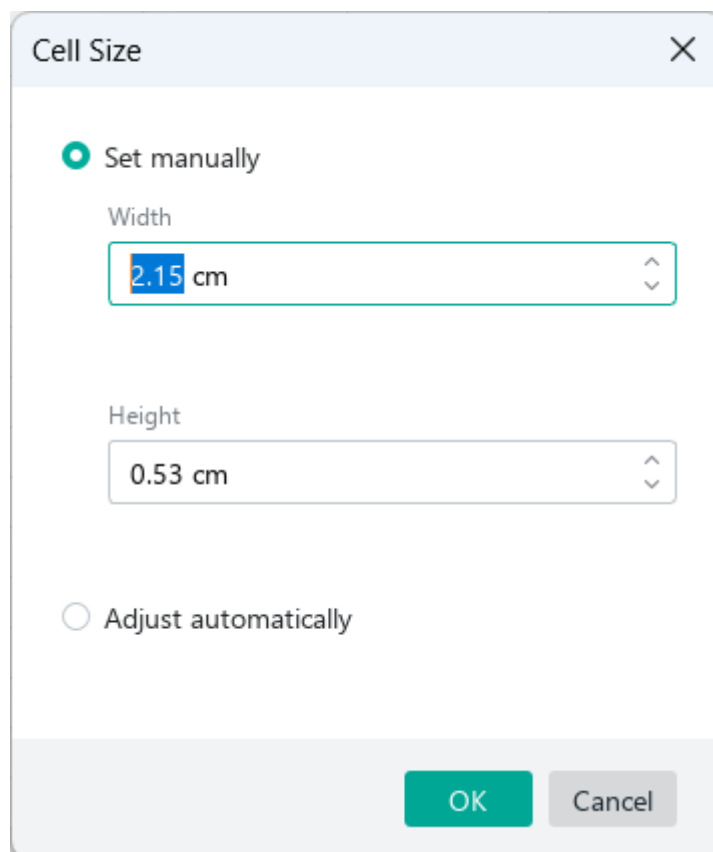 Cell Size
Set manually
Width
2.15 cm
Height
0.53 cm
Adjust automatically
OK Cancel